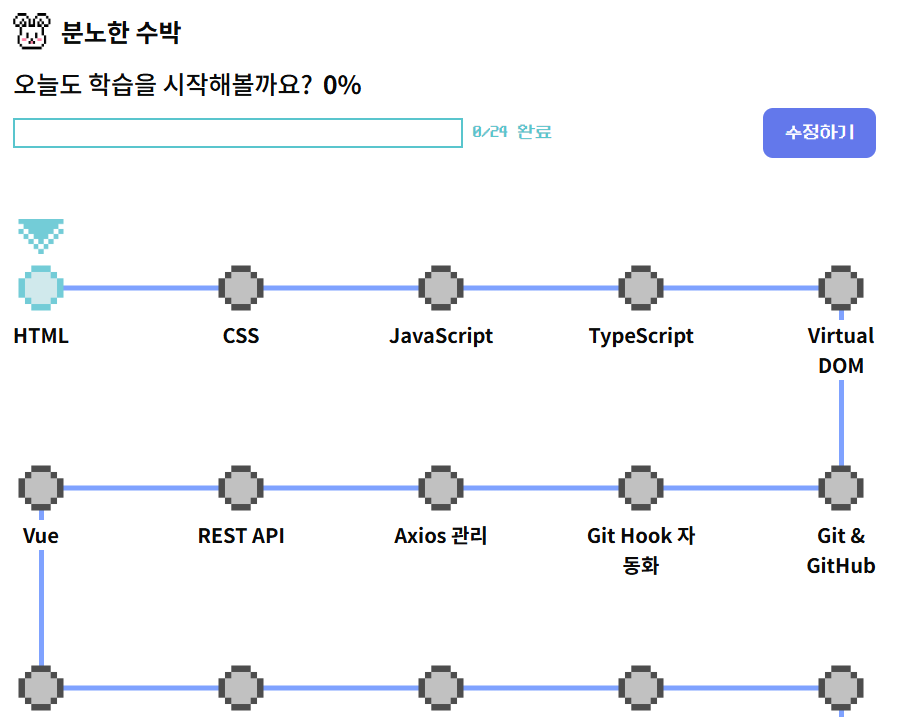 분노한 수박
오늘도 학습을 시작해볼까요? 0%
0/24 완료
수정하기
HTML
CSS
JavaScript
TypeScript
Virtual
DOM
Vue
REST API
Axios 관리
Git Hook 자
동화
Git &
GitHub